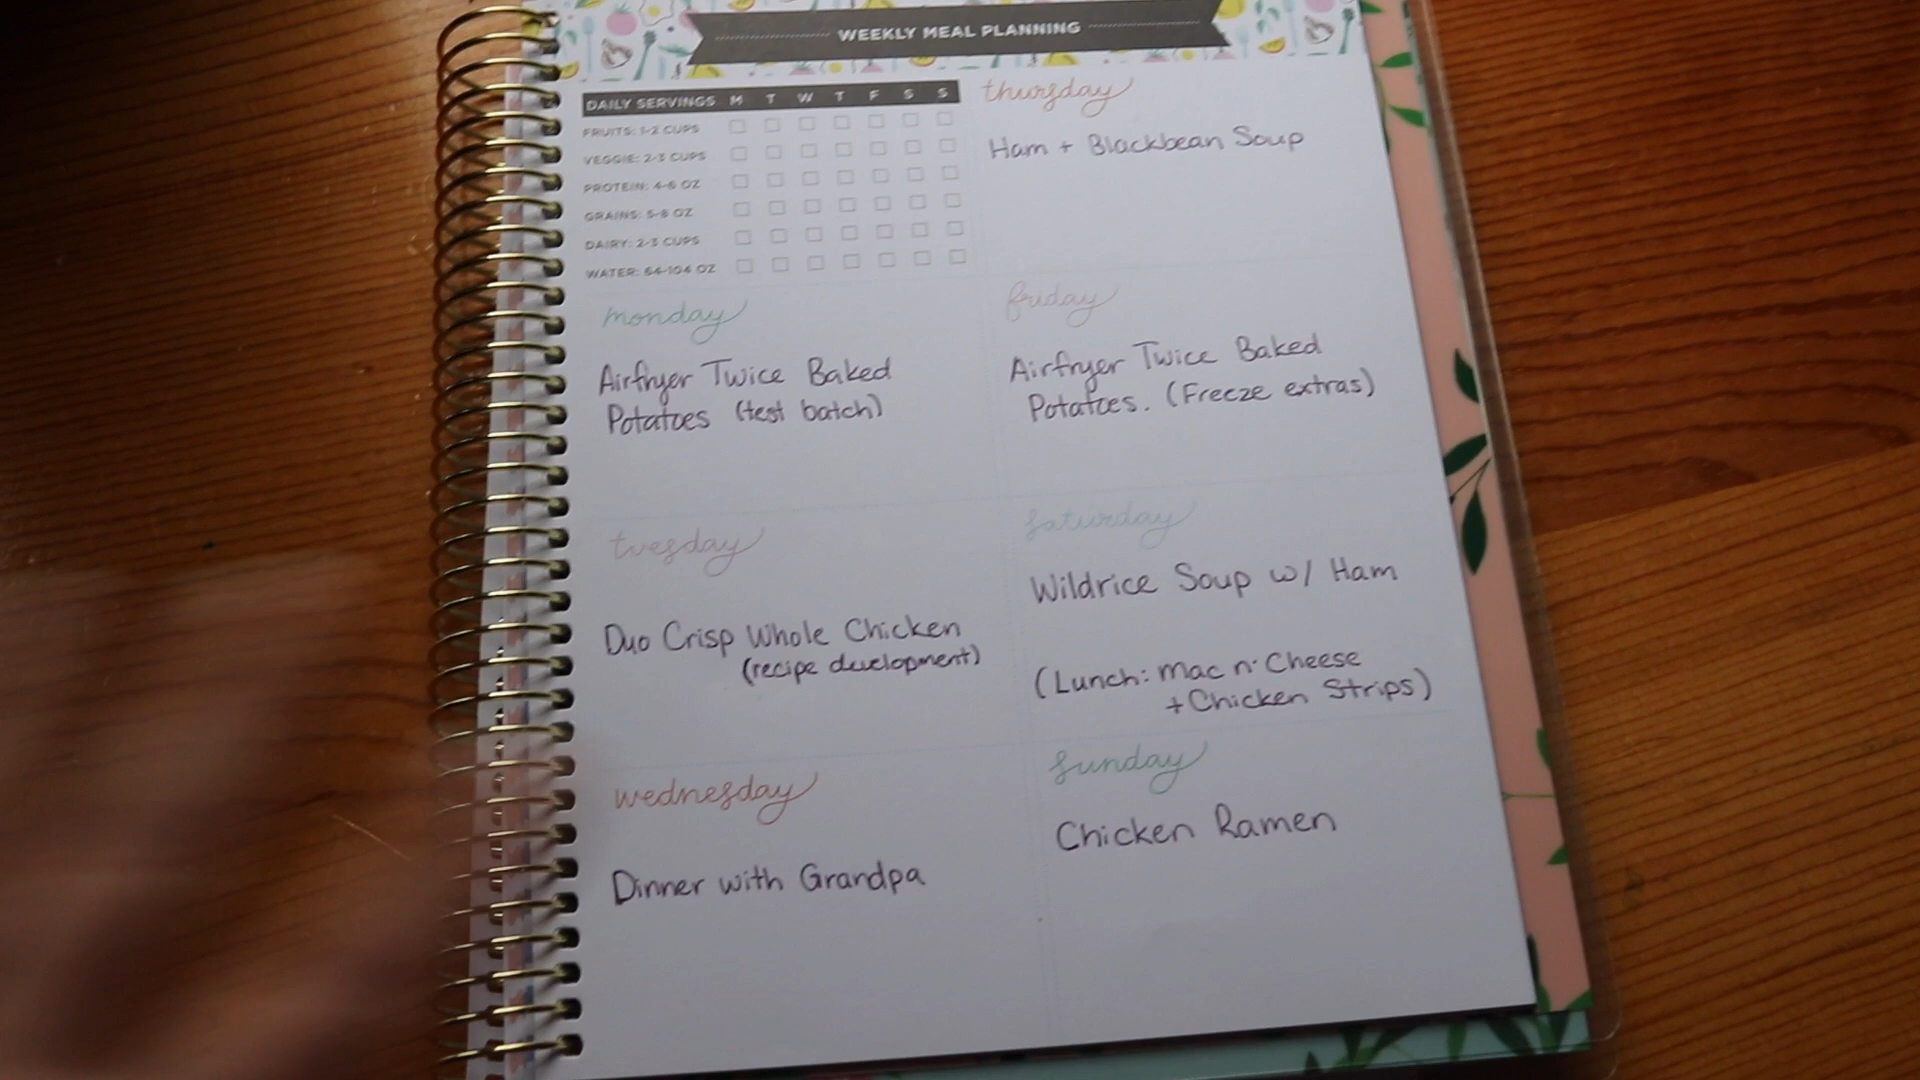 WEEKLY MEAL PLANNING
DAILY SERVINGS M T W T F S S
FRUITS: 1-2 CUPS
VEGGIE: 2-3 CUPS
PROTEIN: 4-6 OZ
GRAINS: 5-8 OZ
DAIRY: 2-3 CUPS
WATER: 64-104 OZ
monday
Airfryer Twice Baked
Potatoes (test batch)
tuesday
Duo Crisp Whole Chicken
(recipe development)
wednesday
Dinner with Grandpa
thursday
Ham + Blackbean Soup
friday
Airfryer Twice Baked
Potatoes. (Freeze extras)
saturday
Wildrice Soup w/ Ham
(Lunch: Mac n' Cheese
+ Chicken Strips)
sunday
Chicken Ramen